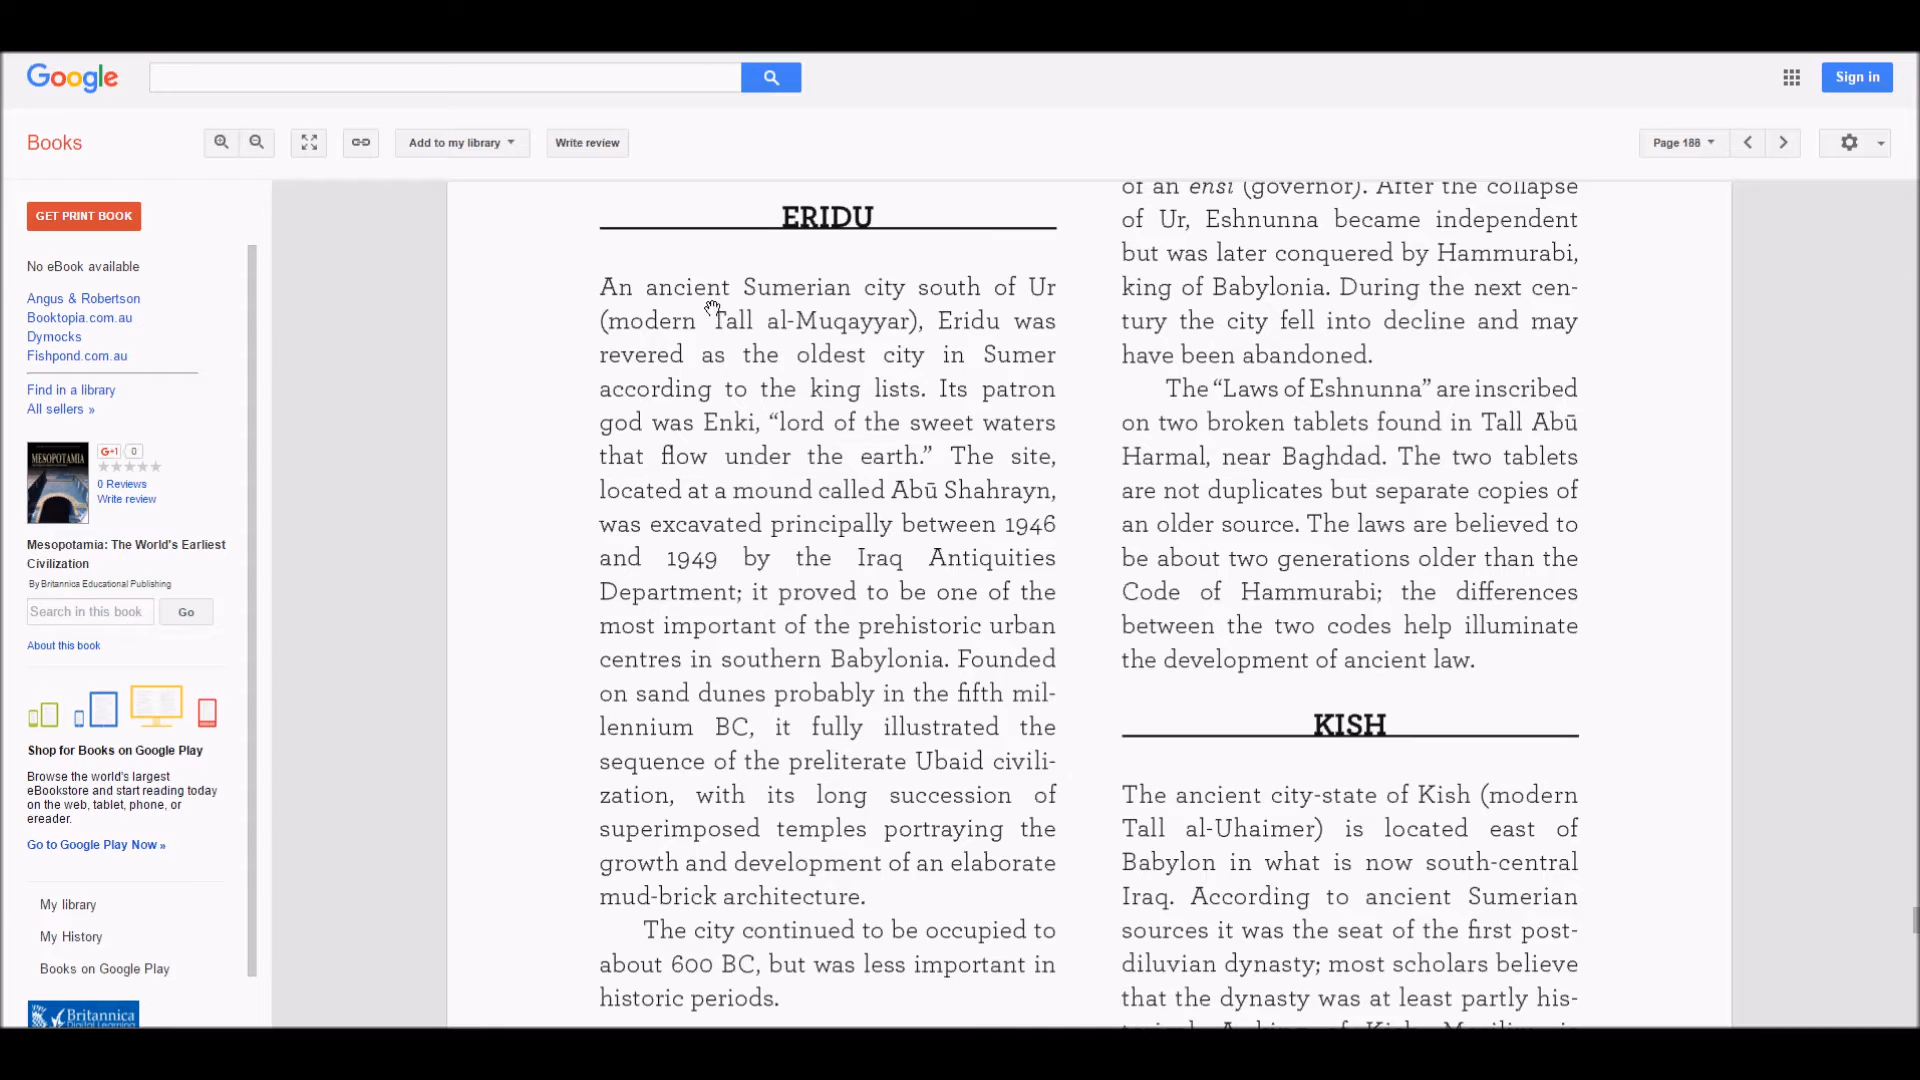 Google
Sign in
Books
Add to my library
Write review
Page 188
GET PRINT BOOK
No eBook available
Angus & Robertson
Booktopia.com.au
Dymocks
Fishpond.com.au
Find in a library
All sellers »
MESOPOTAMIA
G+1
0
0 Reviews
Write review
Mesopotamia: The World's Earliest
Civilization
By Britannica Educational Publishing
Search in this book
Go
About this book
Shop for Books on Google Play
Browse the world's largest
eBookstore and start reading today
on the web, tablet, phone, or
ereader.
Go to Google Play Now »
My library
My History
Books on Google Play
Britannica
Digital Learning
ERIDU
An ancient Sumerian city south of Ur
(modern Tall al-Muqayyar), Eridu was
revered as the oldest city in Sumer
according to the king lists. Its patron
god was Enki, “lord of the sweet waters
that flow under the earth.” The site,
located at a mound called Abū Shahrayn,
was excavated principally between 1946
and 1949 by the Iraq Antiquities
Department; it proved to be one of the
most important of the prehistoric urban
centres in southern Babylonia. Founded
on sand dunes probably in the fifth mil-
lennium BC, it fully illustrated the
sequence of the preliterate Ubaid civili-
zation, with its long succession of
superimposed temples portraying the
growth and development of an elaborate
mud-brick architecture.
The city continued to be occupied to
about 600 BC, but was less important in
historic periods.
of an ensi (governor). After the collapse
of Ur, Eshnunna became independent
but was later conquered by Hammurabi,
king of Babylonia. During the next cen-
tury the city fell into decline and may
have been abandoned.
The “Laws of Eshnunna” are inscribed
on two broken tablets found in Tall Abū
Harmal, near Baghdad. The two tablets
are not duplicates but separate copies of
an older source. The laws are believed to
be about two generations older than the
Code of Hammurabi; the differences
between the two codes help illuminate
the development of ancient law.
KISH
The ancient city-state of Kish (modern
Tall al-Uhaimer) is located east of
Babylon in what is now south-central
Iraq. According to ancient Sumerian
sources it was the seat of the first post-
diluvian dynasty; most scholars believe
that the dynasty was at least partly his-